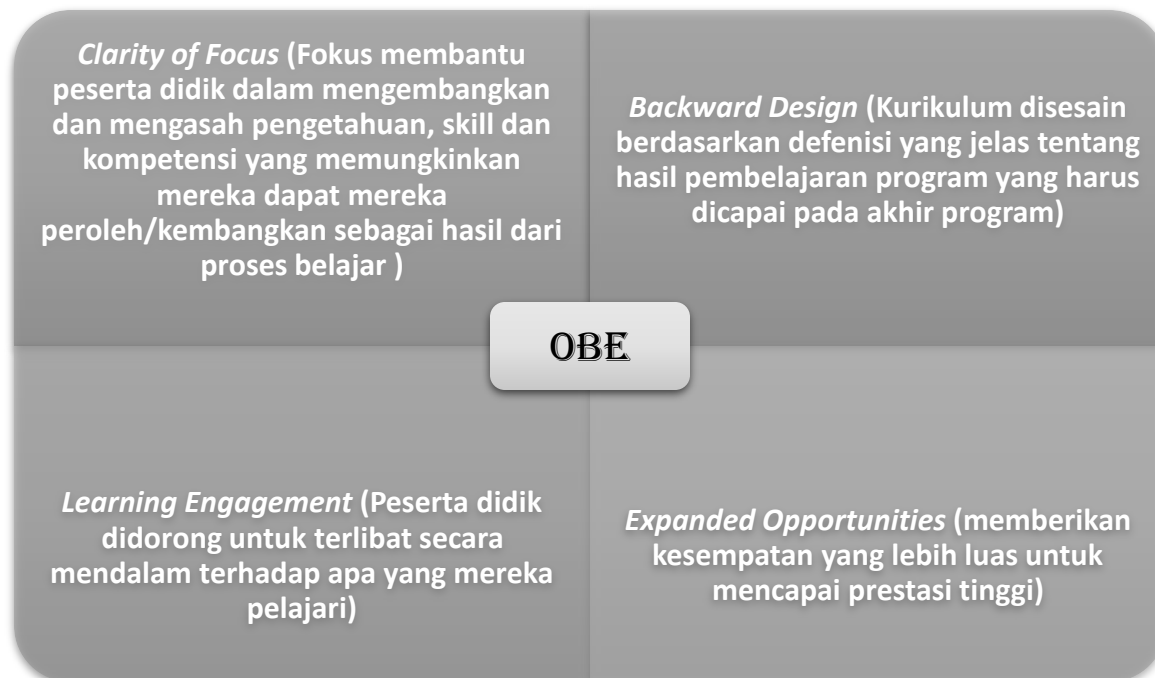 Clarity of Focus (Fokus membantu
peserta didik dalam mengembangkan
dan mengasah pengetahuan, skill dan
kompetensi yang memungkinkan
mereka dapat mereka
peroleh/kembangkan sebagai hasil dari
proses belajar )
Backward Design (Kurikulum disesain
berdasarkan defenisi yang jelas tentang
hasil pembelajaran program yang harus
dicapai pada akhir program)
OBE
Learning Engagement (Peserta didik
didorong untuk terlibat secara
mendalam terhadap apa yang mereka
pelajari)
Expanded Opportunities (memberikan
kesempatan yang lebih luas untuk
mencapai prestasi tinggi)